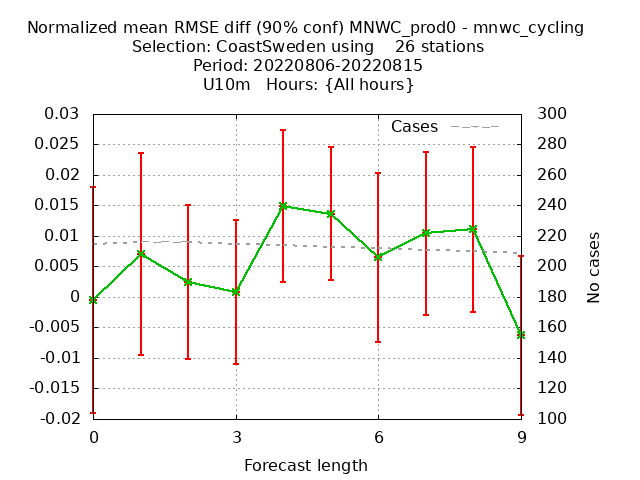 Normalized mean RMSE diff (90% conf) MNWC_prod0 - mnwc_cycling
Selection: CoastSweden using    26 stations
Period: 20220806-20220815
U10m   Hours: {All hours}
Cases
0.03
0.025
0.02
0.015
0.01
0.005
0
-0.005
-0.01
-0.015
-0.02
300
280
260
240
220
200
180
160
140
120
100
No cases
0 3 6 9
Forecast length